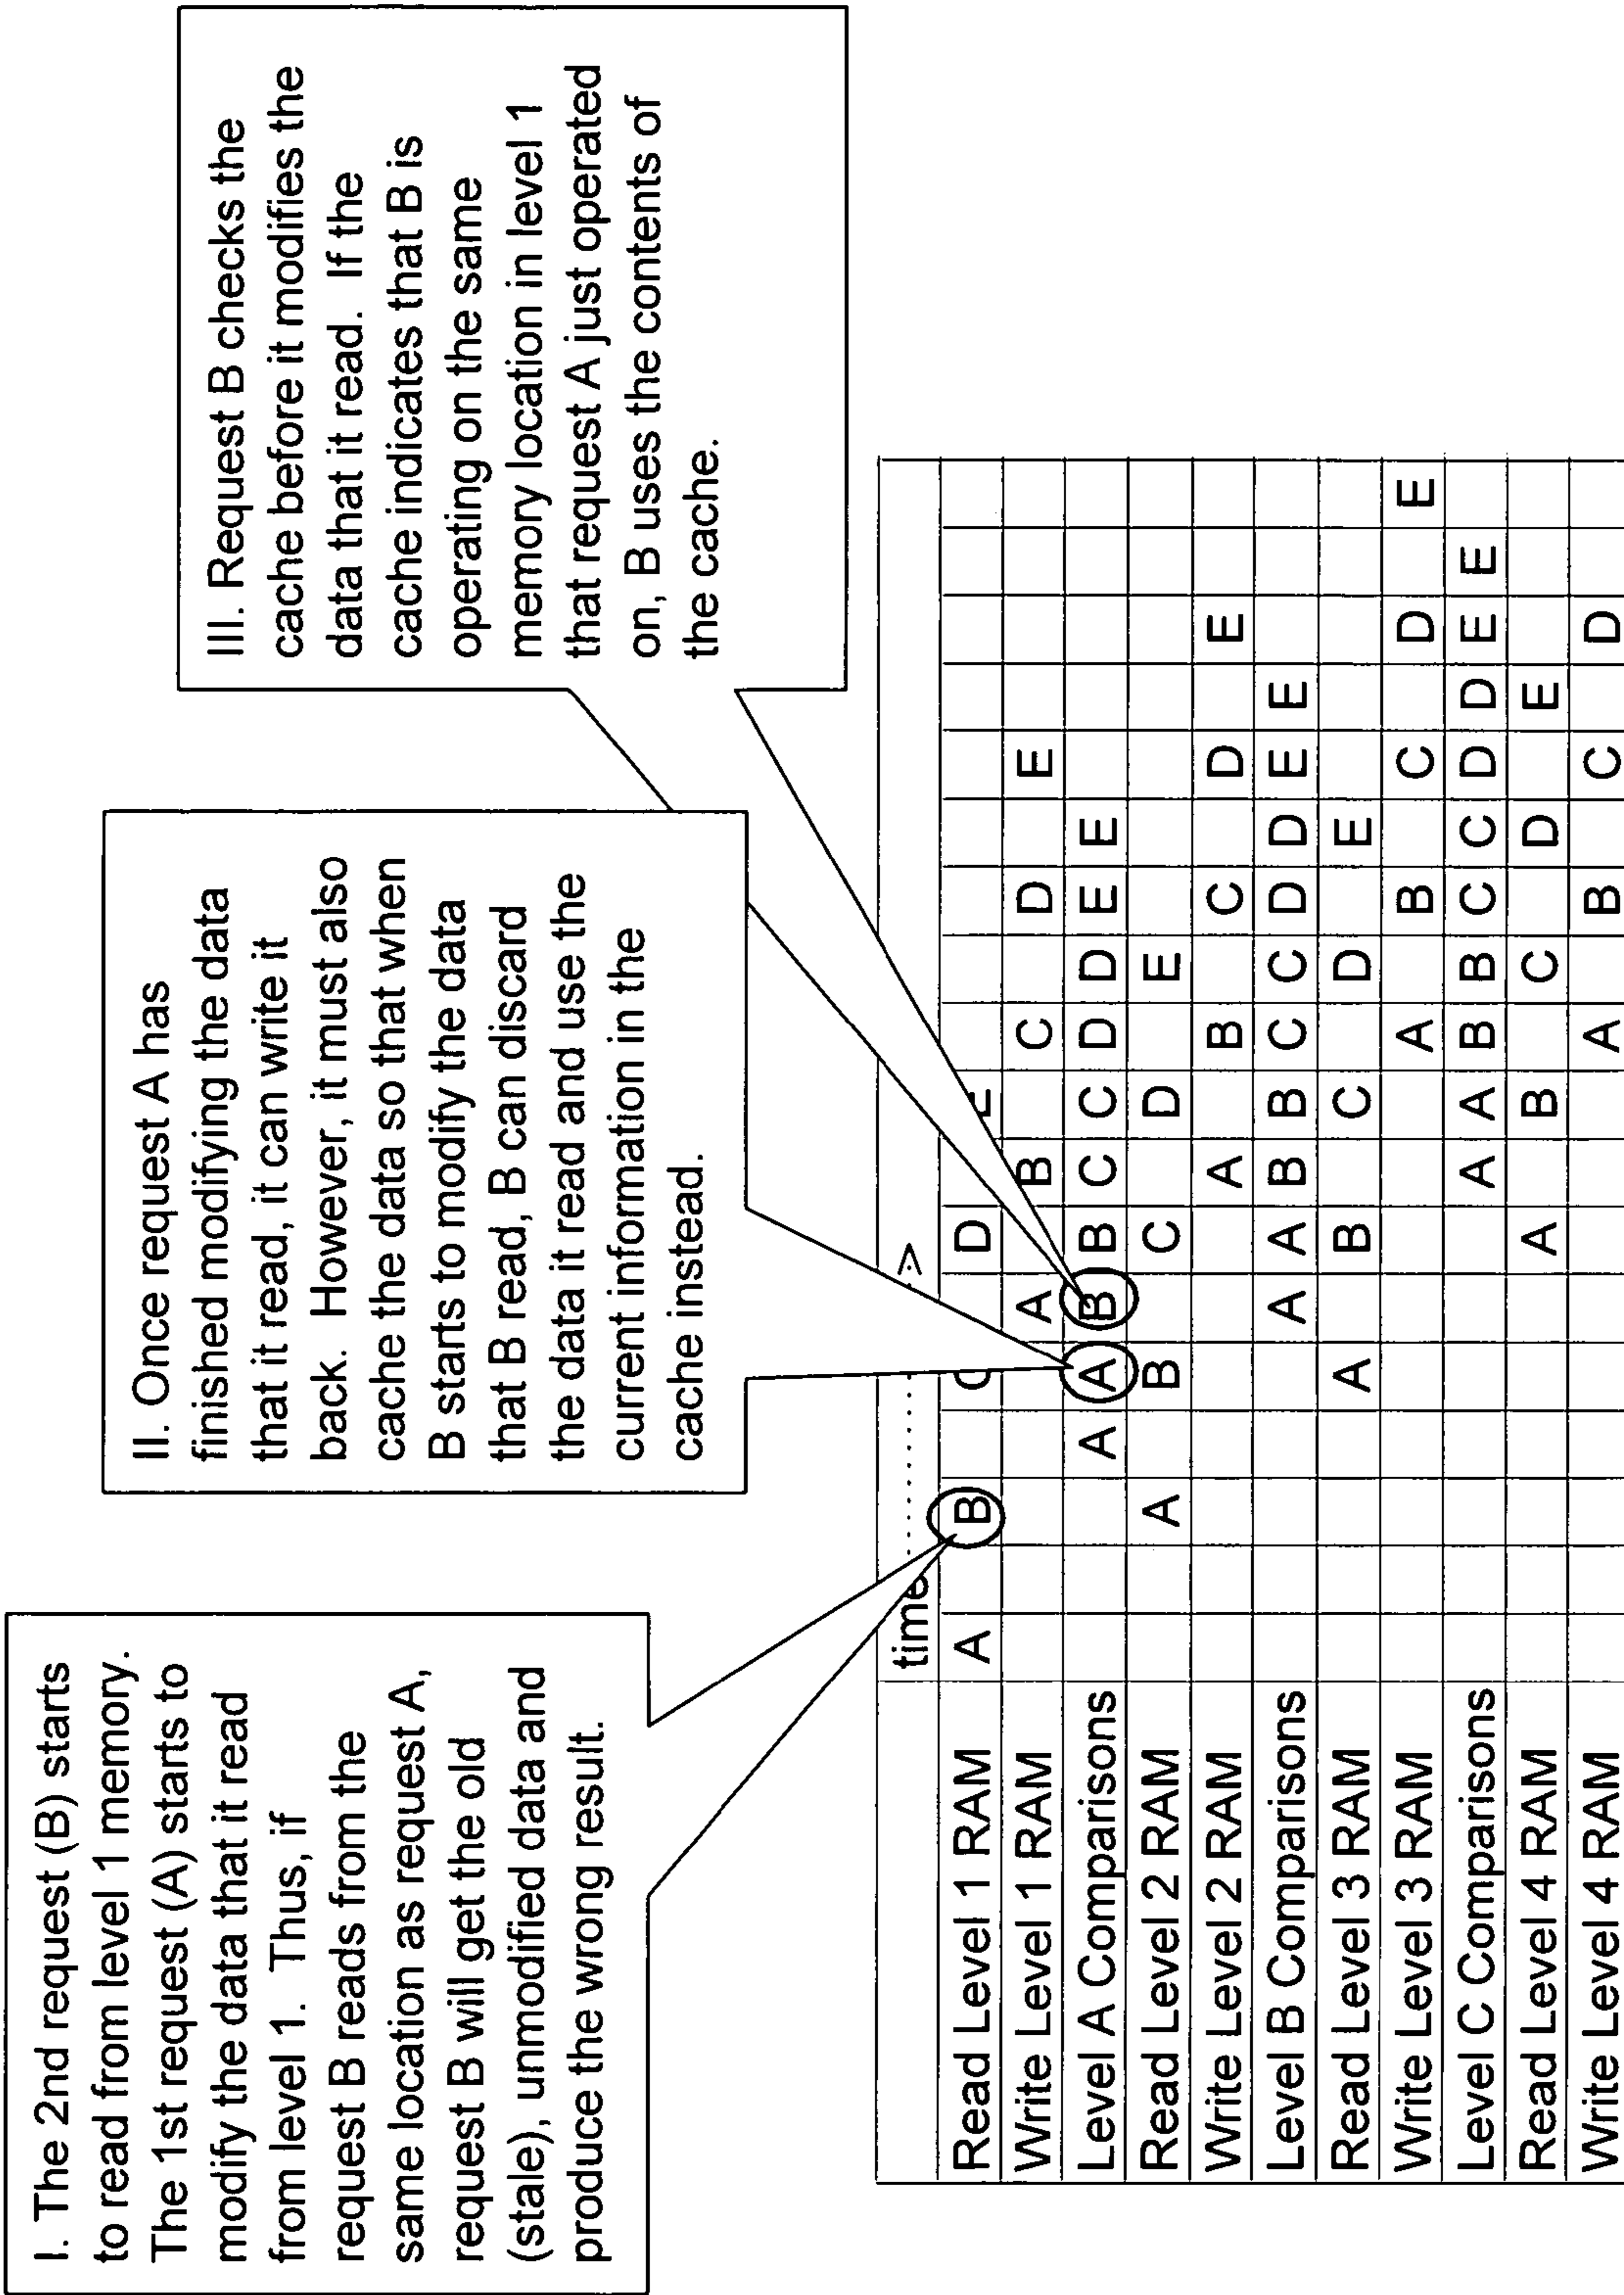 I. The 2nd request (B) starts
to read from level 1 memory.
The 1st request (A) starts to
modify the data that it read
from level 1. Thus, if
request B reads from the
same location as request A,
request B will get the old
(stale), unmodified data and
produce the wrong result.
II. Once request A has
finished modifying the data
that it read, it can write it
back. However, it must also
cache the data so that when
B starts to modify the data
that B read, B can discard
the data it read and use the
current information in the
cache instead.
III. Request B checks the
cache before it modifies the
data that it read. If the
cache indicates that B is
operating on the same
memory location in level 1
that request A just operated
on, B uses the contents of
the cache.
time
Read Level 1 RAM A B C D E
Write Level 1 RAM A B C D E
Level A Comparisons A A B B C C D D E E
Read Level 2 RAM A B C D E
Write Level 2 RAM A B C D E
Level B Comparisons A A B B C C D D E E
Read Level 3 RAM A B C D E
Write Level 3 RAM A B C D E
Level C Comparisons A A B B C C D D E E
Read Level 4 RAM A B C D E
Write Level 4 RAM A B C D